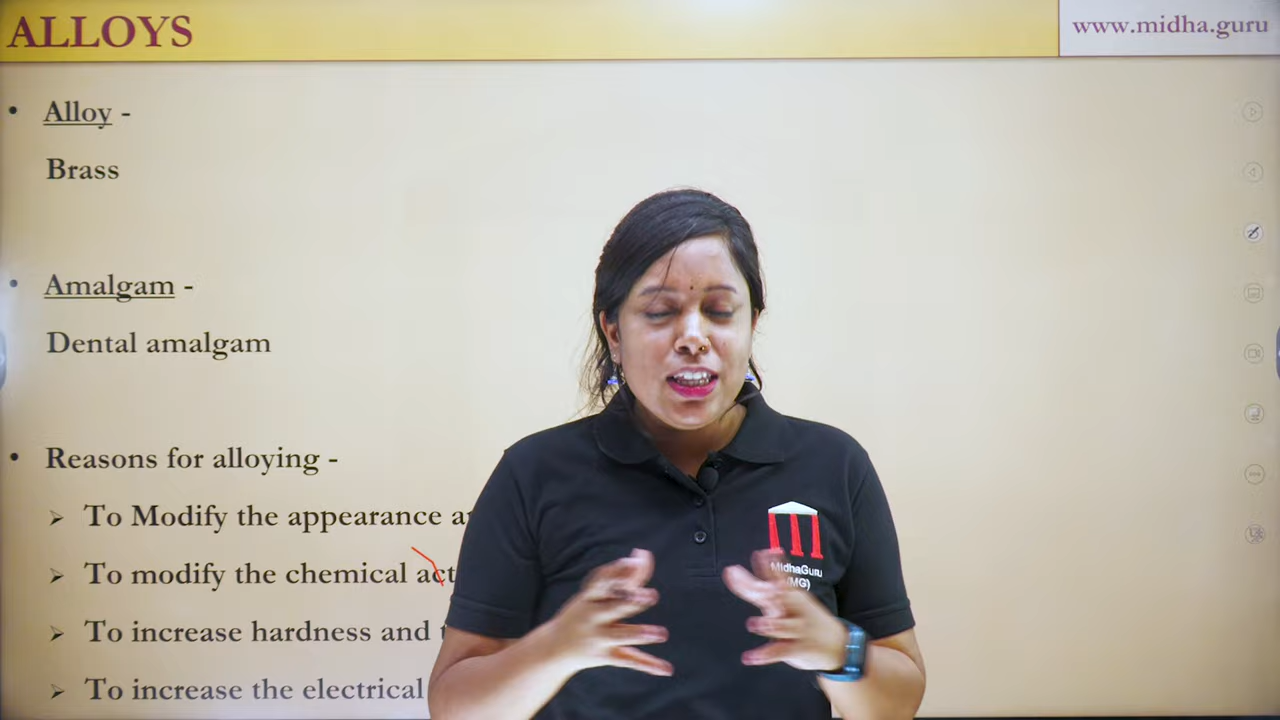 ALLOYS
www.midha.guru
• Alloy -
Brass
• Amalgam -
Dental amalgam
• Reasons for alloying -
➢ To Modify the appearance
➢ To modify the chemical
➢ To increase hardness and
➢ To increase the electrical
MidhaGuru
(MG)